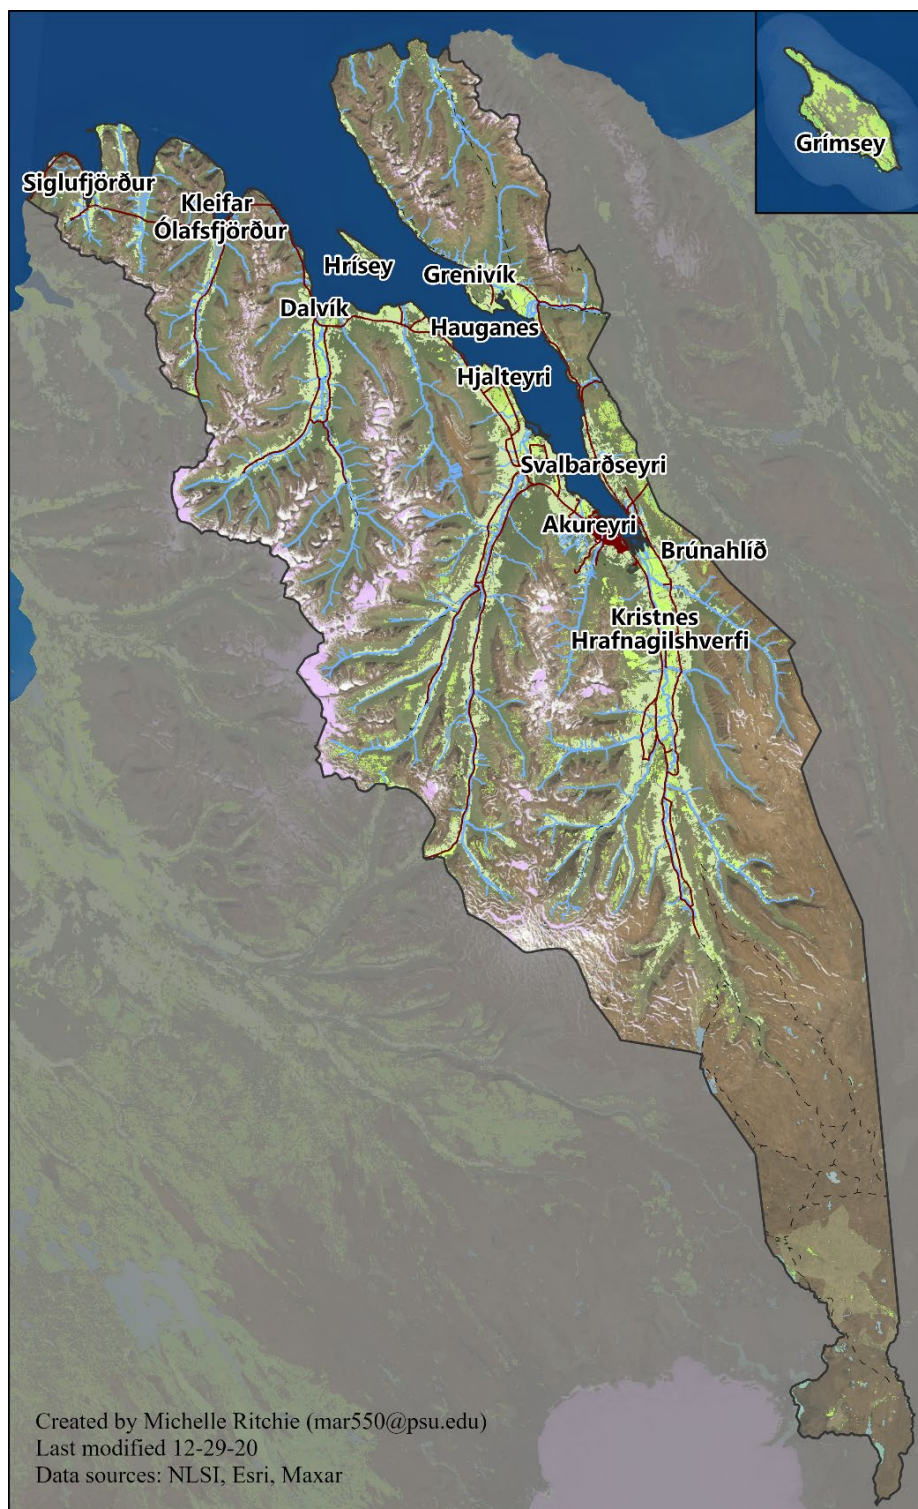 Grímsey
Siglufjörður
Kleifar
Ólafsfjörður
Hrísey
Grenivík
Dalvík
Hauganes
Hjalteyri
Svalbarðseyri
Akureyri
Brúnahlíð
Kristnes
Hrafnagilshverfi
Created by Michelle Ritchie (mar550@psu.edu)
Last modified 12-29-20
Data sources: NLSI, Esri, Maxar